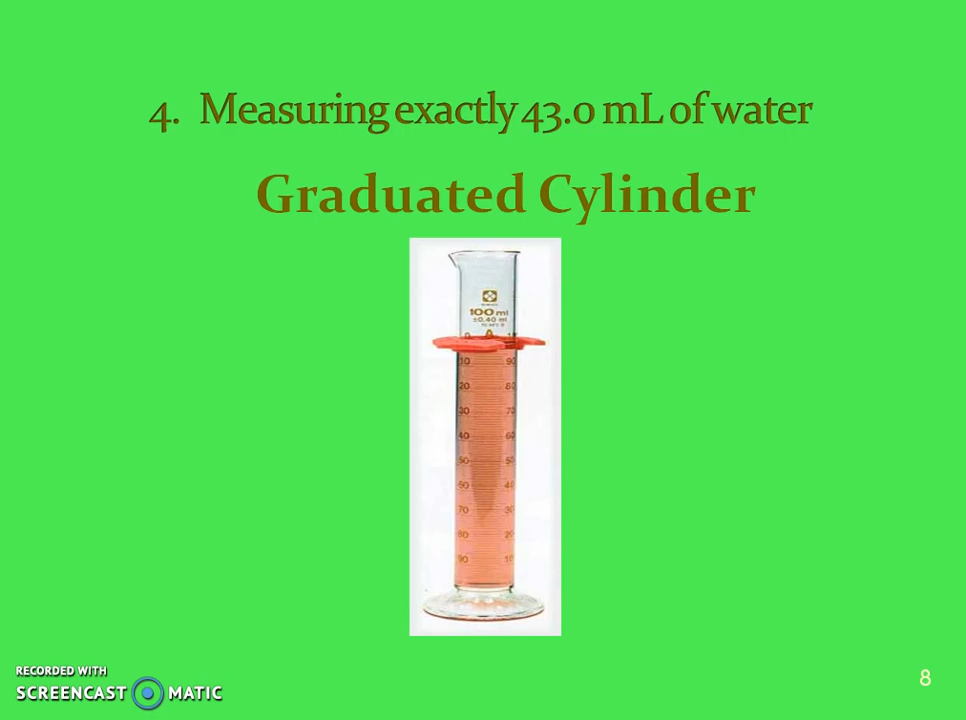 4. Measuring exactly 43.0 mL of water
Graduated Cylinder
100 ml
±0.40 ml
0
10 90
20 80
30 70
40 60
50 50
60 40
70 30
80 20
90 10
RECORDED WITH
SCREENCAST MATIC
8